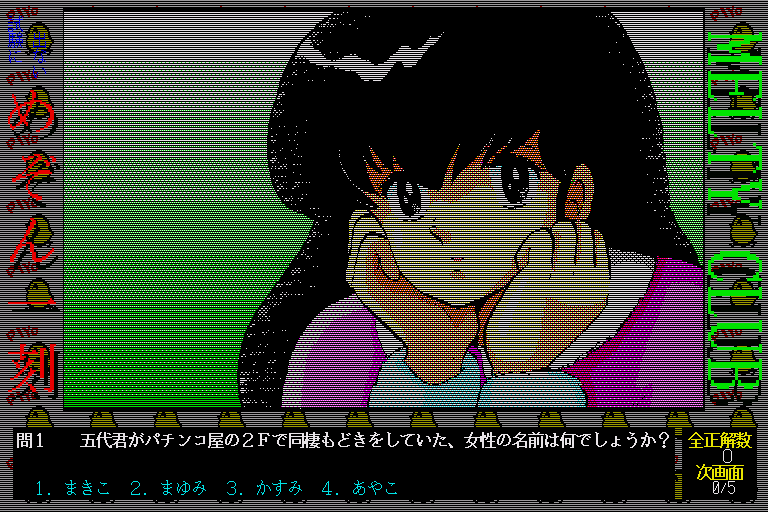 めぞん一刻
MELTY CLUB
問1 五代君がパチンコ屋の2Fで同棲もどきをしていた、女性の名前は何でしょうか?
1. まきこ 2. まゆみ 3. かすみ 4. あやこ
全正解数
0
次画面
0/5